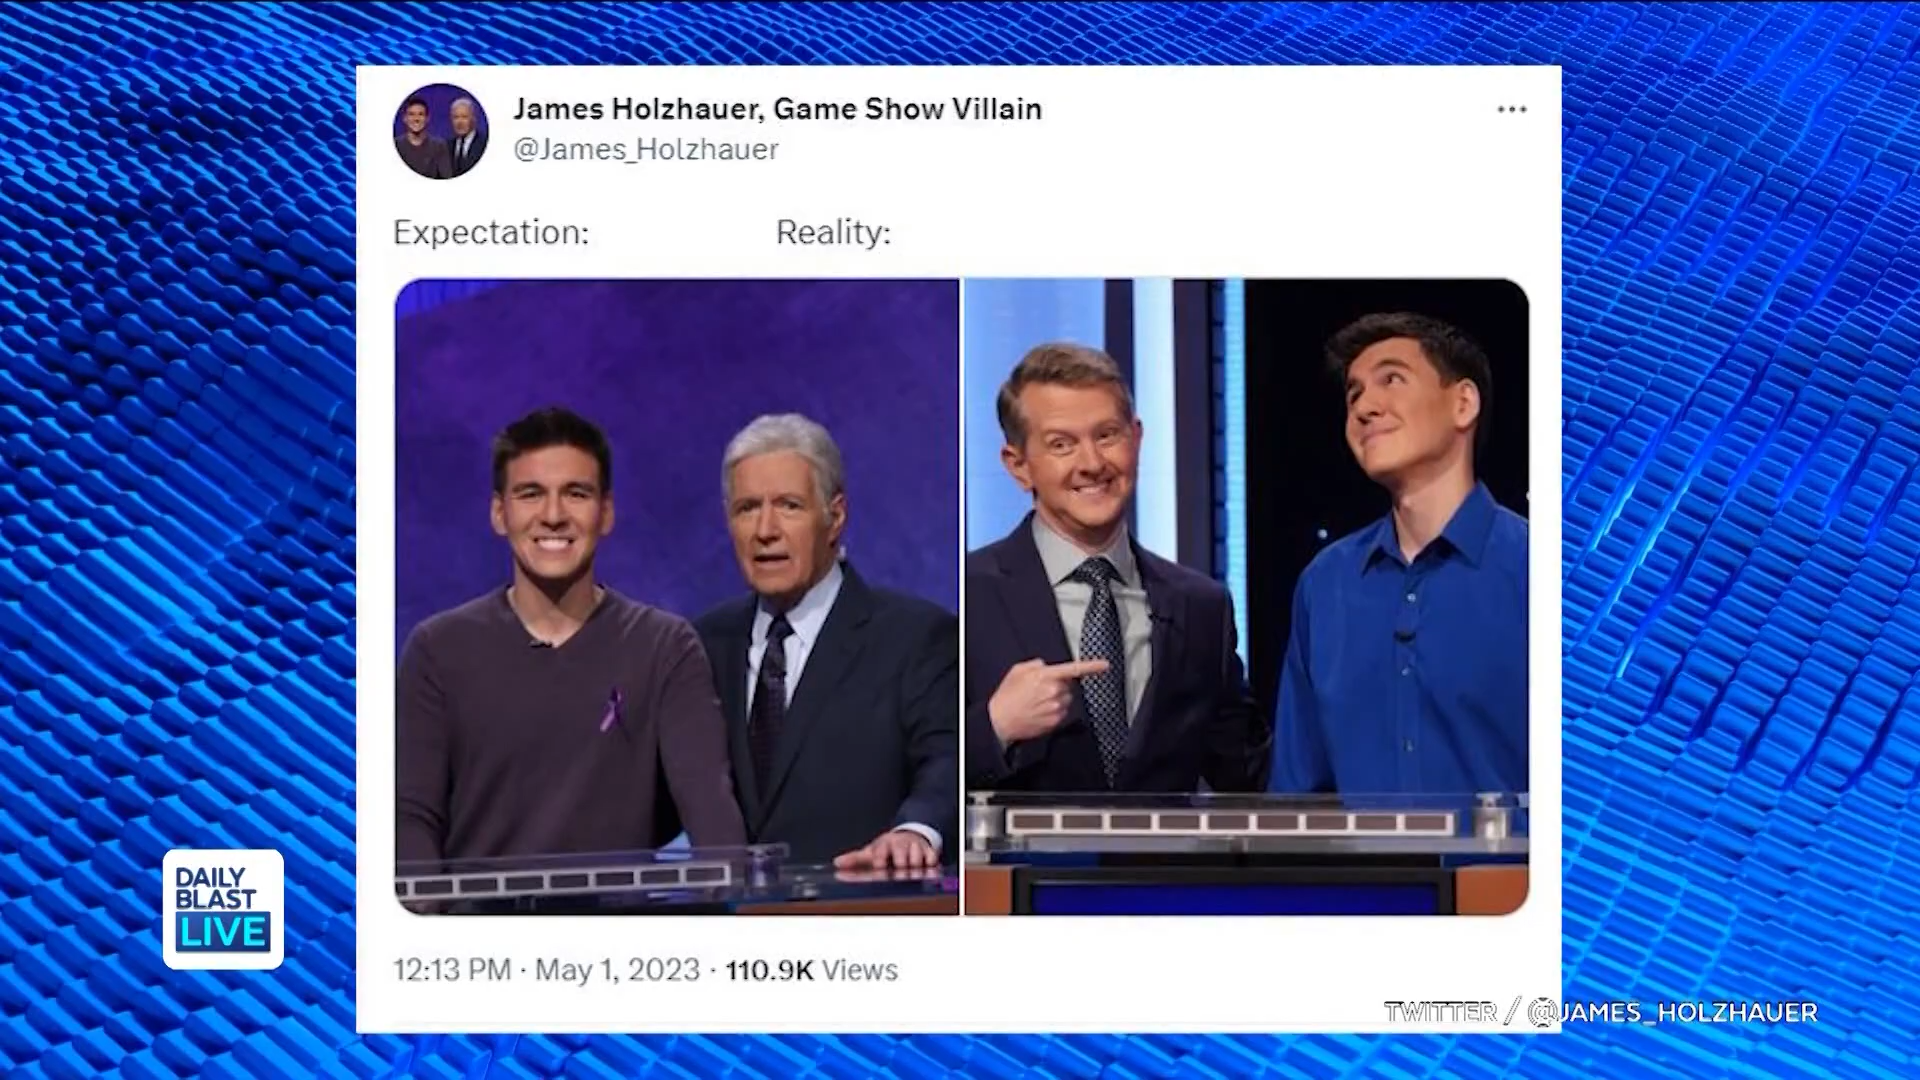 James Holzhauer, Game Show Villain
@James_Holzhauer
Expectation: Reality:
12:13 PM · May 1, 2023 · 110.9K Views
DAILY
BLAST
LIVE
TWITTER / @JAMES_HOLZHAUER